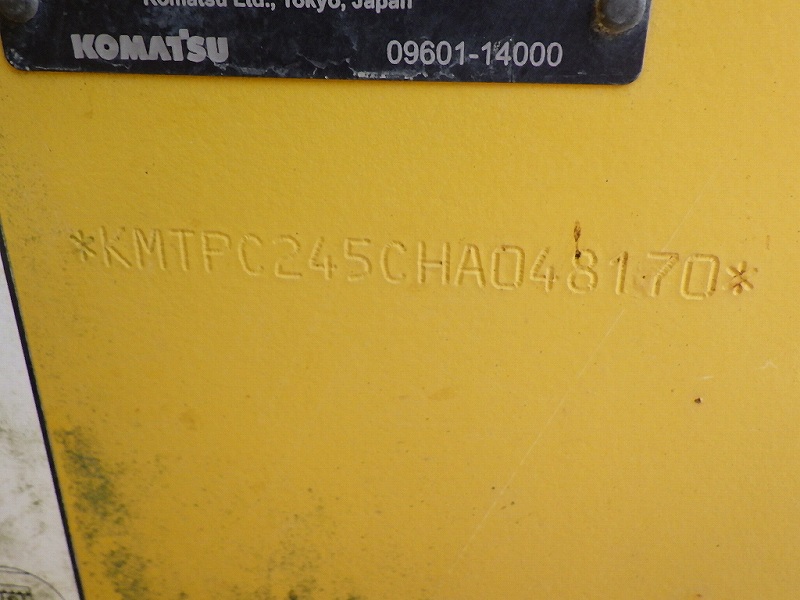 Komatsu Ltd., Tokyo, Japan
KOMATSU 09601-14000
*KMTPC245CHA048170*